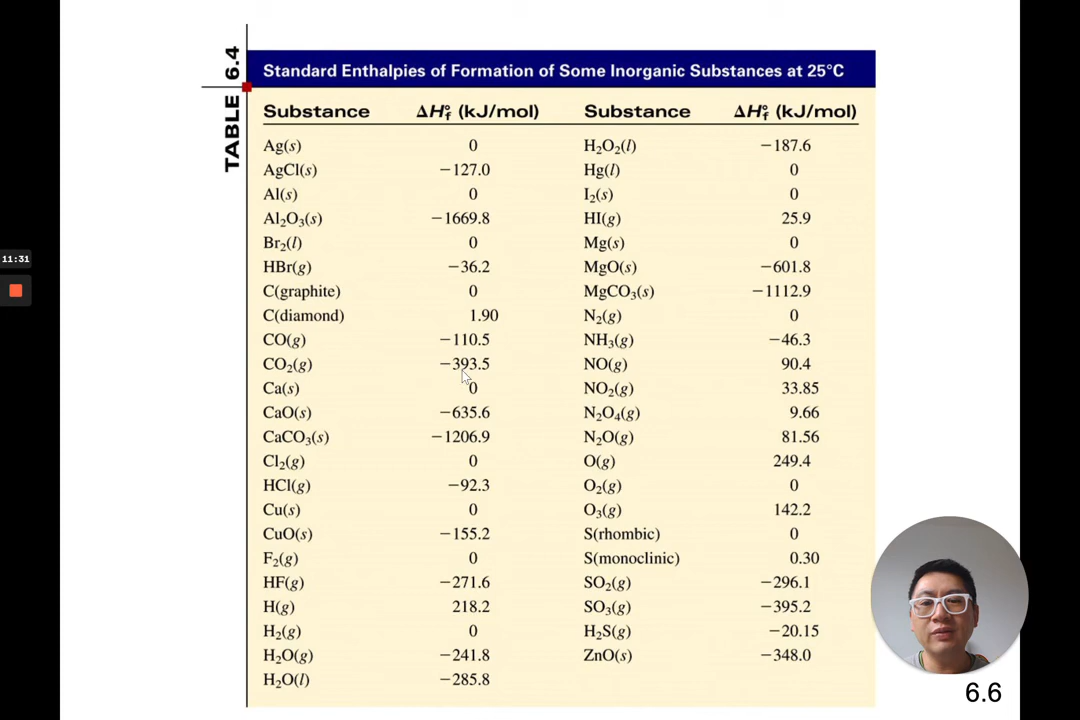 TABLE 6.4
Standard Enthalpies of Formation of Some Inorganic Substances at 25°C
Substance ΔH°f (kJ/mol) Substance ΔH°f (kJ/mol)
Ag(s) 0 H₂O₂(l) −187.6
AgCl(s) −127.0 Hg(l) 0
Al(s) 0 I₂(s) 0
Al₂O₃(s) −1669.8 HI(g) 25.9
Br₂(l) 0 Mg(s) 0
11:31
HBr(g) −36.2 MgO(s) −601.8
C(graphite) 0 MgCO₃(s) −1112.9
C(diamond) 1.90 N₂(g) 0
CO(g) −110.5 NH₃(g) −46.3
CO₂(g) −393.5 NO(g) 90.4
Ca(s) 0 NO₂(g) 33.85
CaO(s) −635.6 N₂O₄(g) 9.66
CaCO₃(s) −1206.9 N₂O(g) 81.56
Cl₂(g) 0 O(g) 249.4
HCl(g) −92.3 O₂(g) 0
Cu(s) 0 O₃(g) 142.2
CuO(s) −155.2 S(rhombic) 0
F₂(g) 0 S(monoclinic) 0.30
HF(g) −271.6 SO₂(g) −296.1
H(g) 218.2 SO₃(g) −395.2
H₂(g) 0 H₂S(g) −20.15
H₂O(g) −241.8 ZnO(s) −348.0
H₂O(l) −285.8
6.6